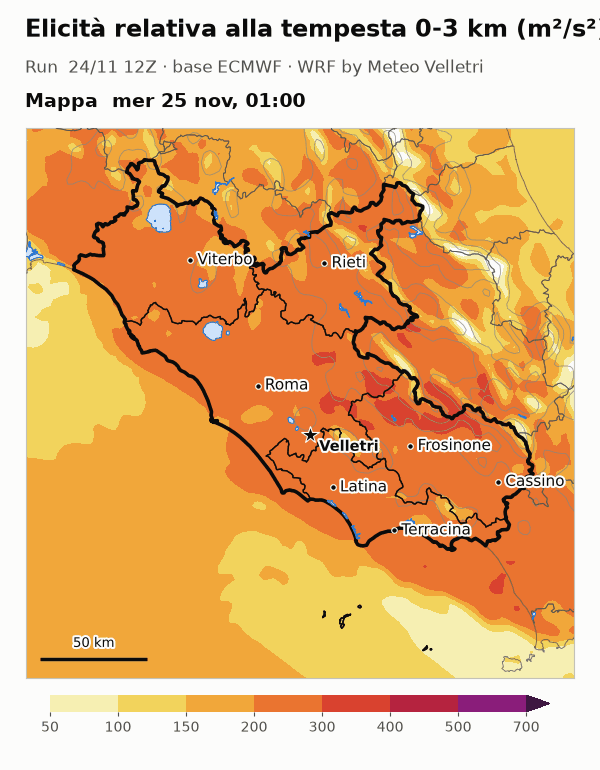 Elicità relativa alla tempesta 0-3 km (m²/s²)
Run 24/11 12Z · base ECMWF · WRF by Meteo Velletri
Mappa mer 25 nov, 01:00
Viterbo
Rieti
Roma
Velletri
Frosinone
Cassino
Latina
Terracina
50 km
50 100 150 200 300 400 500 700